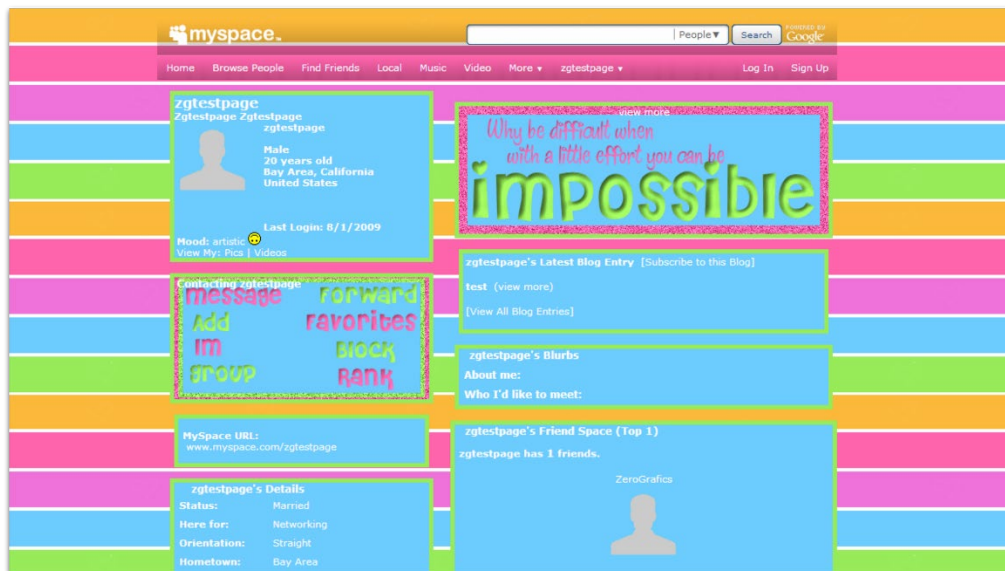 myspace.
People▼
Search
POWERED BY
Google
Home Browse People Find Friends Local Music Video More ▾ zgtestpage ▾ Log In Sign Up
zgtestpage
Zgtestpage Zgtestpage
zgtestpage
Male
20 years old
Bay Area, California
United States
Last Login: 8/1/2009
Mood: artistic
View My: Pics | Videos
Contacting zgtestpage
message forward
Add favorites
IM Block
group Rank
MySpace URL:
www.myspace.com/zgtestpage
zgtestpage's Details
Status: Married
Here for: Networking
Orientation: Straight
Hometown: Bay Area
view more
Why be difficult when
with a little effort you can be
impossible
zgtestpage's Latest Blog Entry [Subscribe to this Blog]
test (view more)
[View All Blog Entries]
zgtestpage's Blurbs
About me:
Who I'd like to meet:
zgtestpage's Friend Space (Top 1)
zgtestpage has 1 friends.
ZeroGrafics